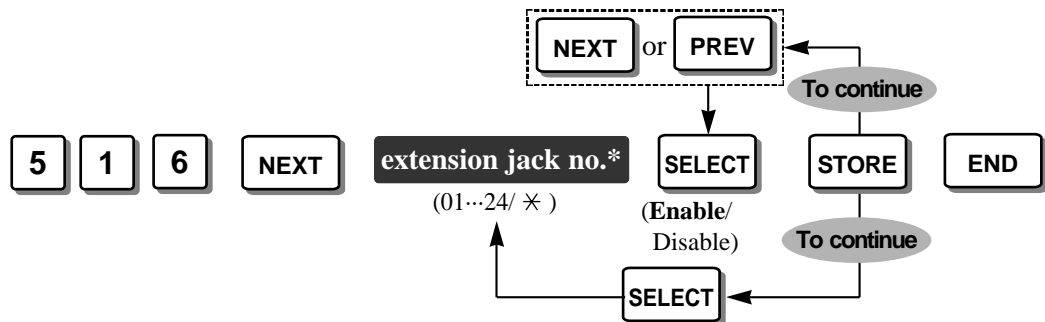 NEXT or PREV
To continue
5 1 6 NEXT extension jack no.* SELECT STORE END
(01···24/ ✳ )
(Enable/
Disable)
To continue
SELECT